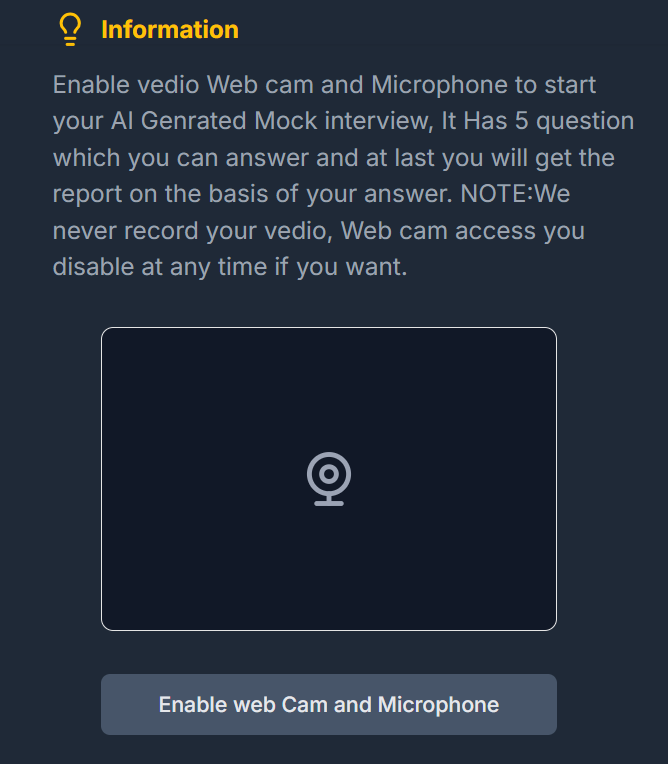 Information
Enable vedio Web cam and Microphone to start
your AI Genrated Mock interview, It Has 5 question
which you can answer and at last you will get the
report on the basis of your answer. NOTE:We
never record your vedio, Web cam access you
disable at any time if you want.
Enable web Cam and Microphone